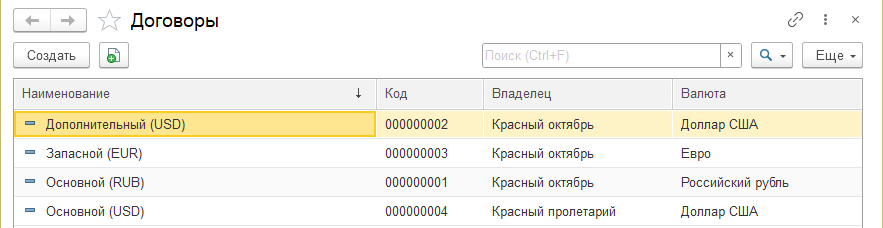 Договоры
Создать Поиск (Ctrl+F) × Еще
Наименование ↓ Код Владелец Валюта
Дополнительный (USD) 000000002 Красный октябрь Доллар США
Запасной (EUR) 000000003 Красный октябрь Евро
Основной (RUB) 000000001 Красный октябрь Российский рубль
Основной (USD) 000000004 Красный пролетарий Доллар США